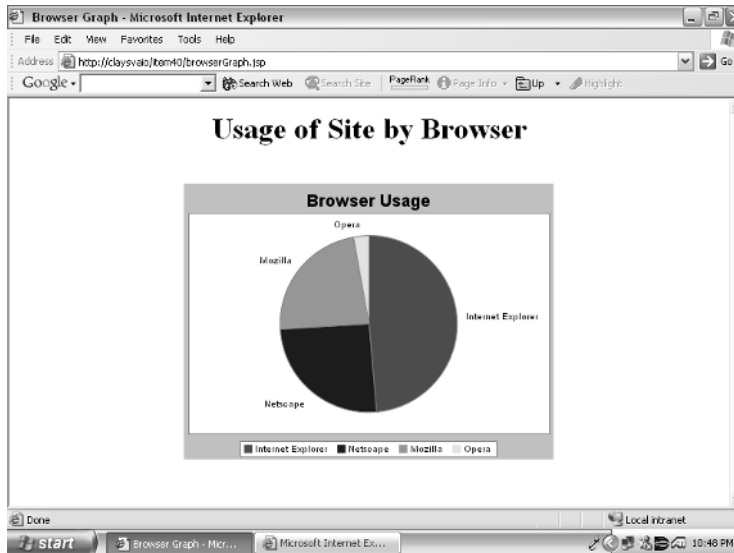 Browser Graph - Microsoft Internet Explorer
File Edit View Favorites Tools Help
Address http://claysvaio/item40/browserGraph.jsp Go
Google Search Web Search Site PageRank Page Info Up Highlight
Usage of Site by Browser
Browser Usage
Opera
Mozilla
Internet Explorer
Netscape
Internet Explorer Netscape Mozilla Opera
Done Local intranet
start Browser Graph - Micr... Microsoft Internet Ex... 10:48 PM